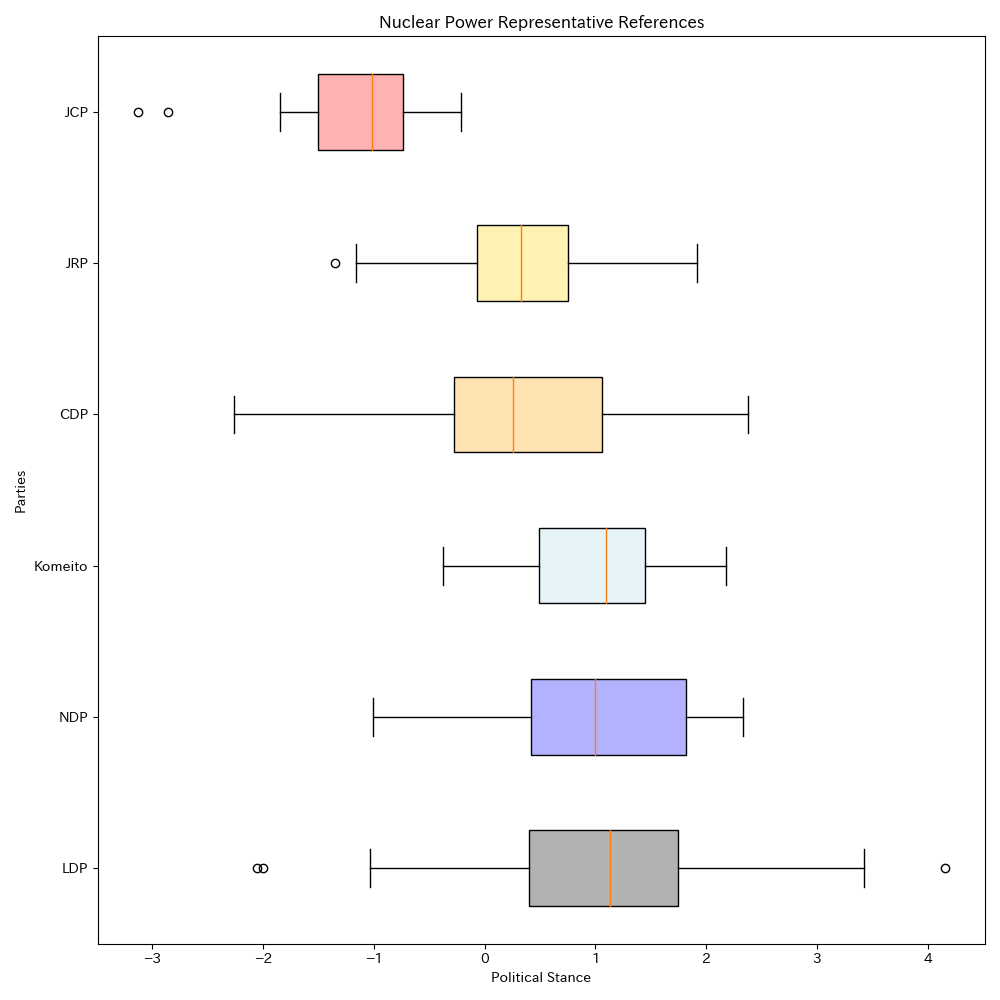 Nuclear Power Representative References
JCP
JRP
CDP
Komeito
NDP
LDP
Parties
−3 −2 −1 0 1 2 3 4
Political Stance